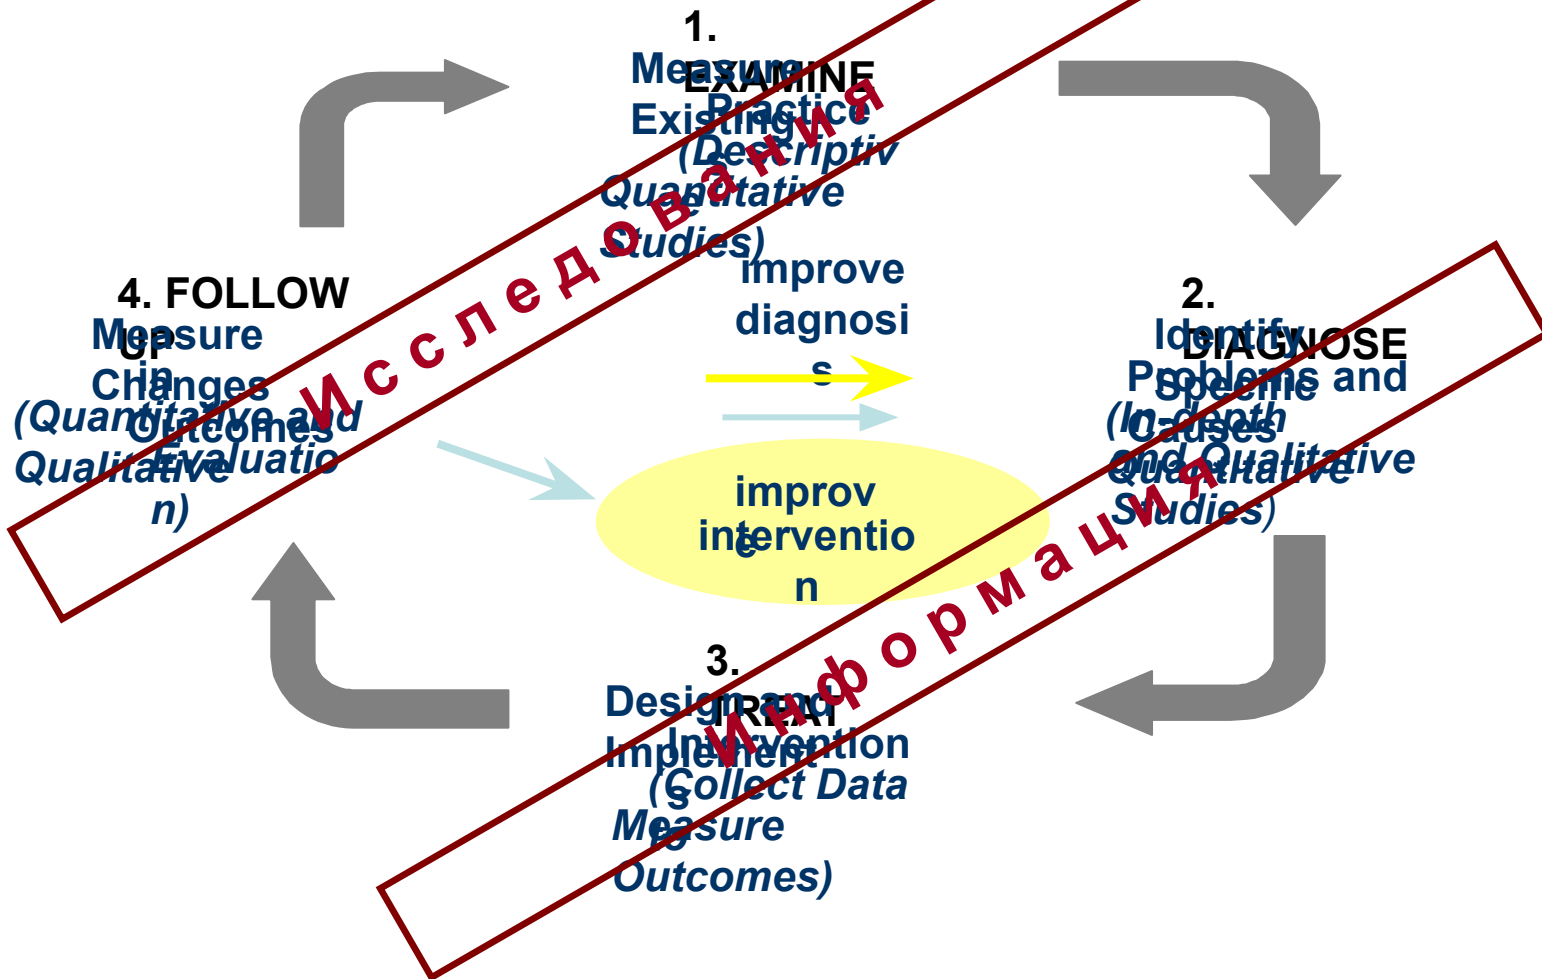 1.
EXAMINE
Measure
Existing
Practice
s
(Descriptiv
e
Quantitative
Studies)
improve
diagnosi
s
4. FOLLOW
UP
Measure
Changes
in
Outcomes
(Quantitative and
Qualitative
Evaluatio
n)
2.
DIAGNOSE
Identify
Specific
Problems and
Causes
(In-depth
Quantitative
and Qualitative
Studies)
improv
e
interventio
n
3.
TREAT
Design and
Implement
Intervention
s
(Collect Data
to
Measure
Outcomes)
Исследования
Информация